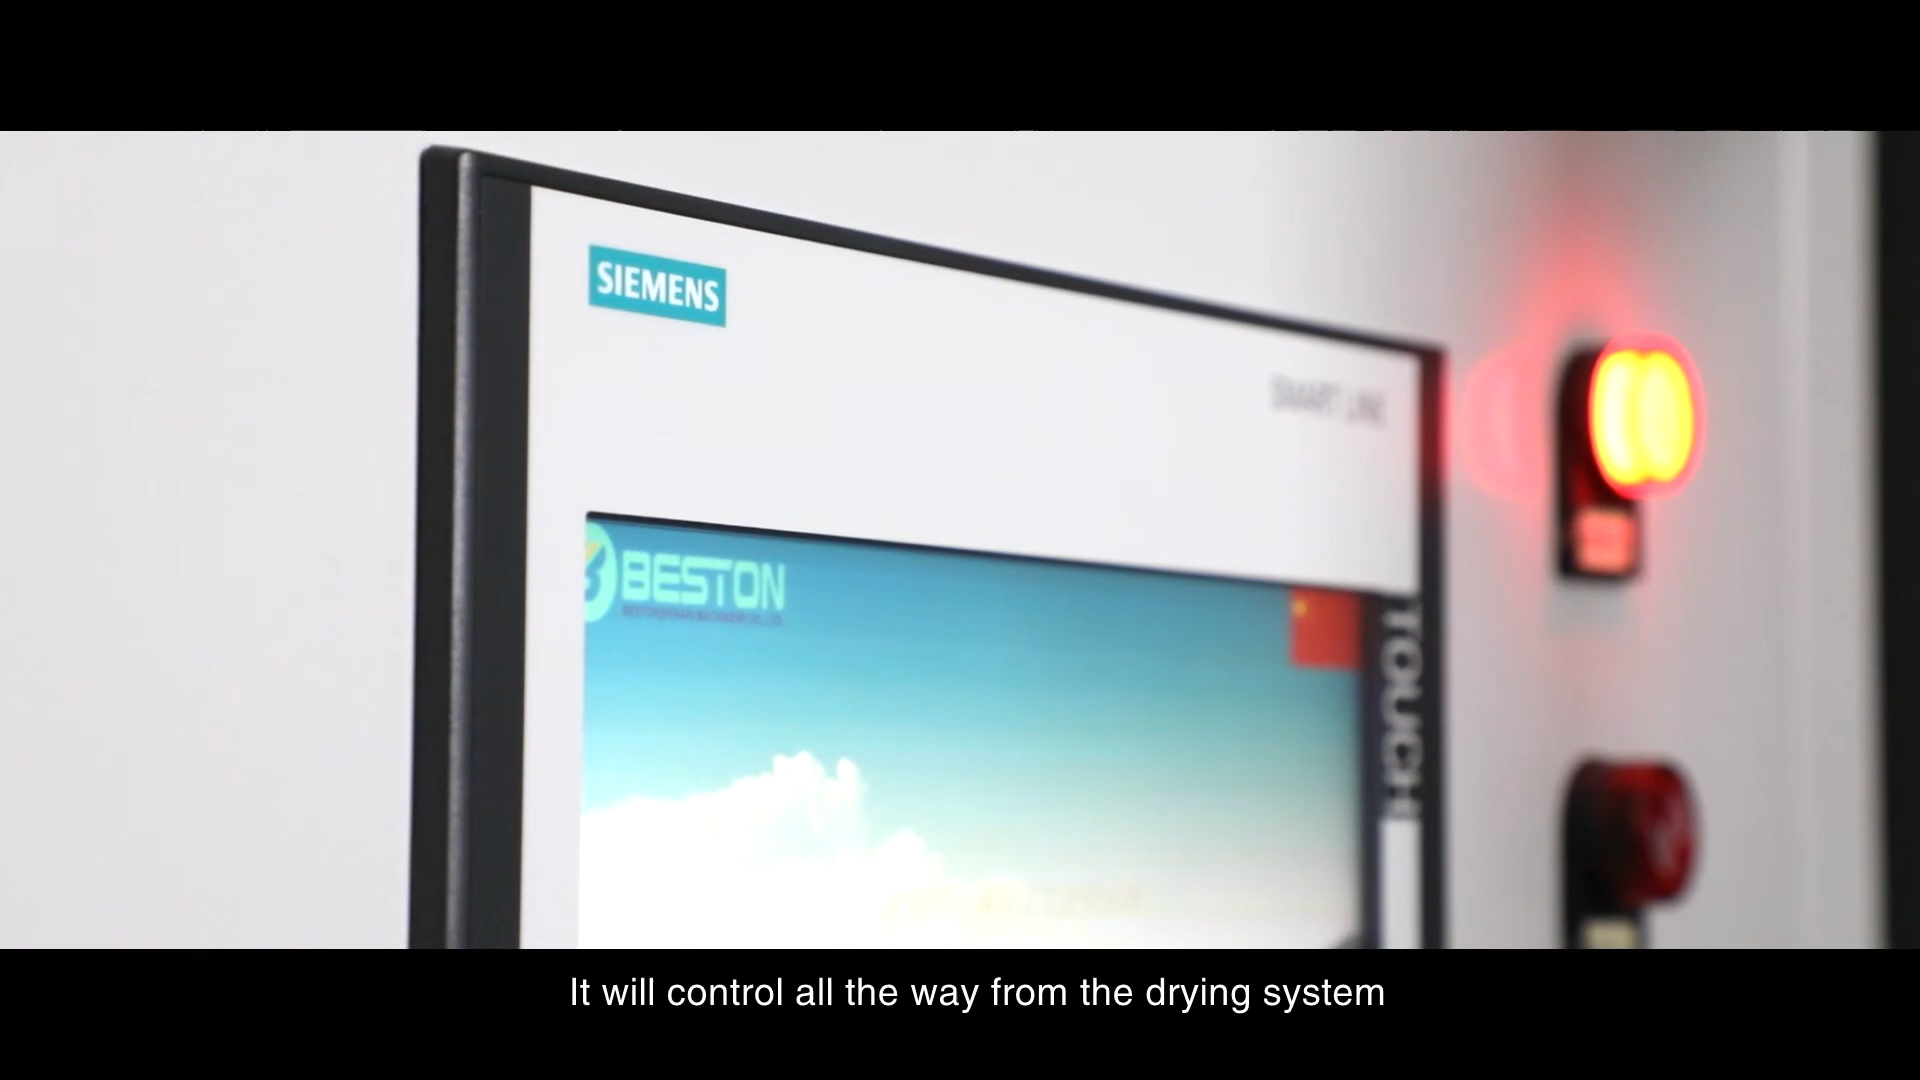 SIEMENS
SMART LINE
BESTON
TOUCH
It will control all the way from the drying system